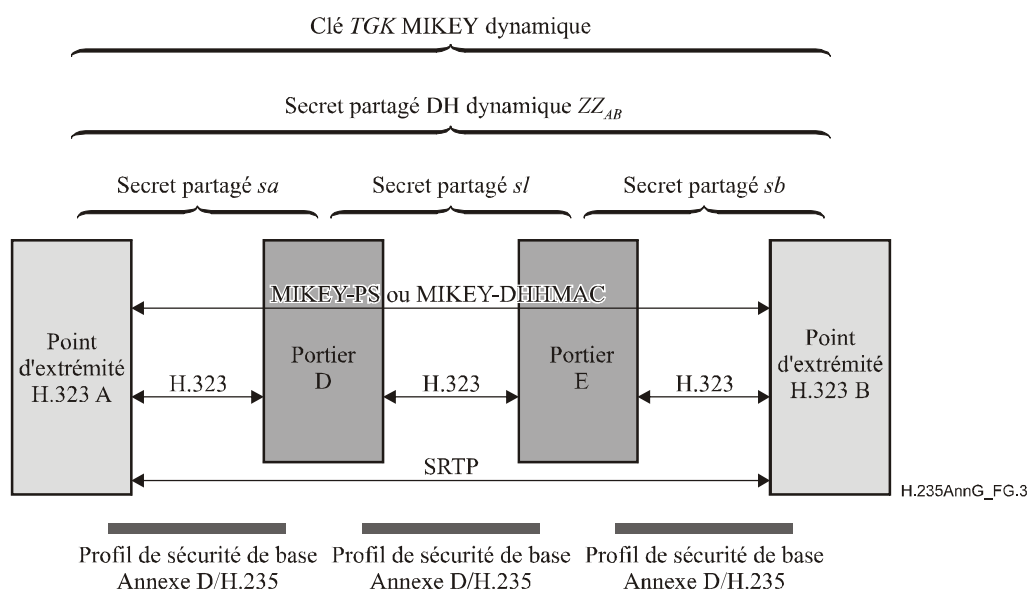 Clé TGK MIKEY dynamique
Secret partagé DH dynamique ZZ_AB
Secret partagé sa
Secret partagé sl
Secret partagé sb
MIKEY-PS ou MIKEY-DHHMAC
Point
d'extrémité
H.323 A
Portier
D
Portier
E
Point
d'extrémité
H.323 B
H.323
H.323
H.323
SRTP
H.235AnnG_FG.3
Profil de sécurité de base
Annexe D/H.235
Profil de sécurité de base
Annexe D/H.235
Profil de sécurité de base
Annexe D/H.235